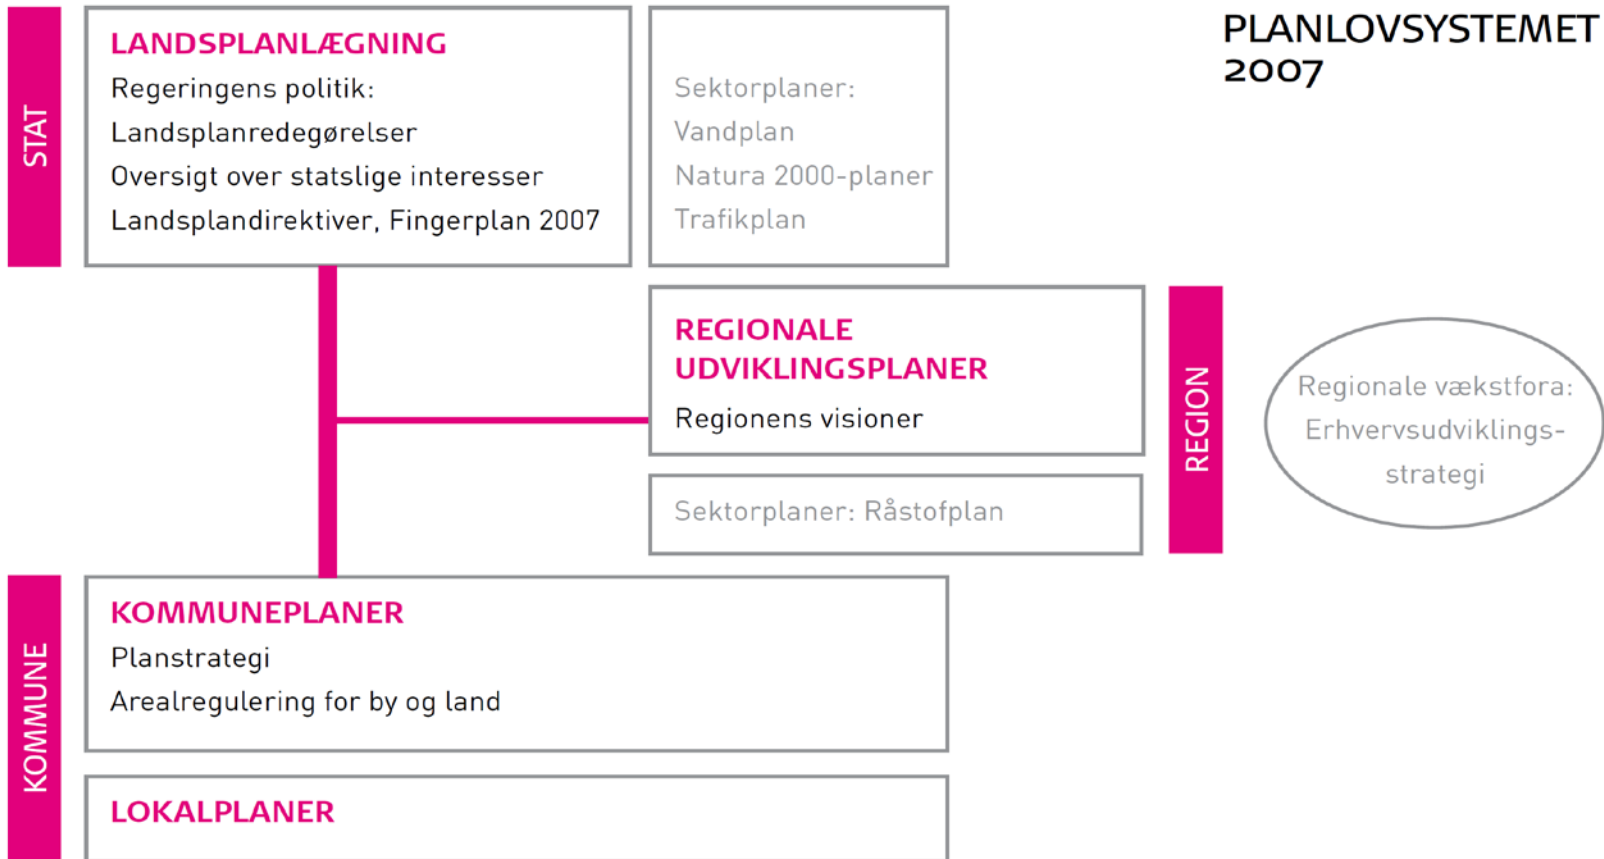 PLANLOVSYSTEMET
2007
STAT
LANDSPLANLÆGNING
Regeringens politik:
Landsplanredegørelser
Oversigt over statslige interesser
Landsplandirektiver, Fingerplan 2007
Sektorplaner:
Vandplan
Natura 2000-planer
Trafikplan
REGIONALE
UDVIKLINGSPLANER
Regionens visioner
Sektorplaner: Råstofplan
REGION
Regionale vækstfora:
Erhvervsudviklings-
strategi
KOMMUNE
KOMMUNEPLANER
Planstrategi
Arealregulering for by og land
LOKALPLANER